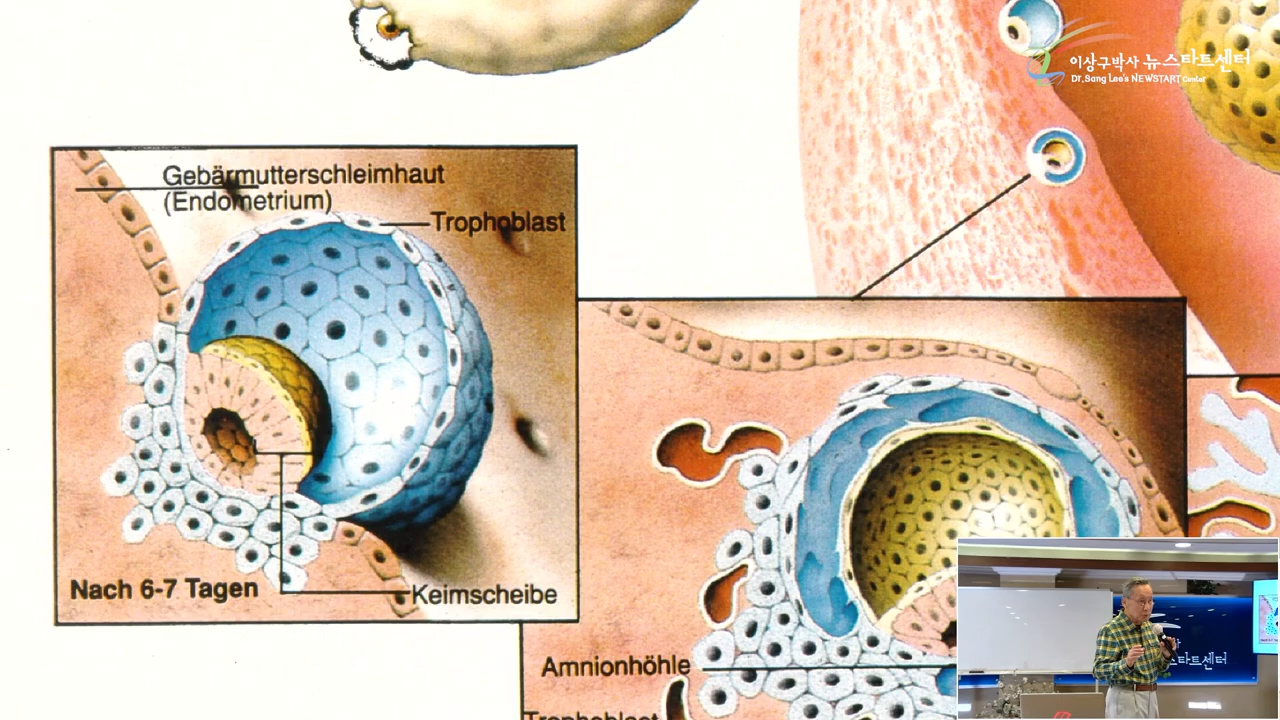 이상구박사 뉴스타트센터
Dr. Sang Lee's NEWSTART Center
Gebärmutterschleimhaut
(Endometrium)
Trophoblast
Nach 6-7 Tagen
Keimscheibe
Amnionhöhle
Trophoblast
스타트센터